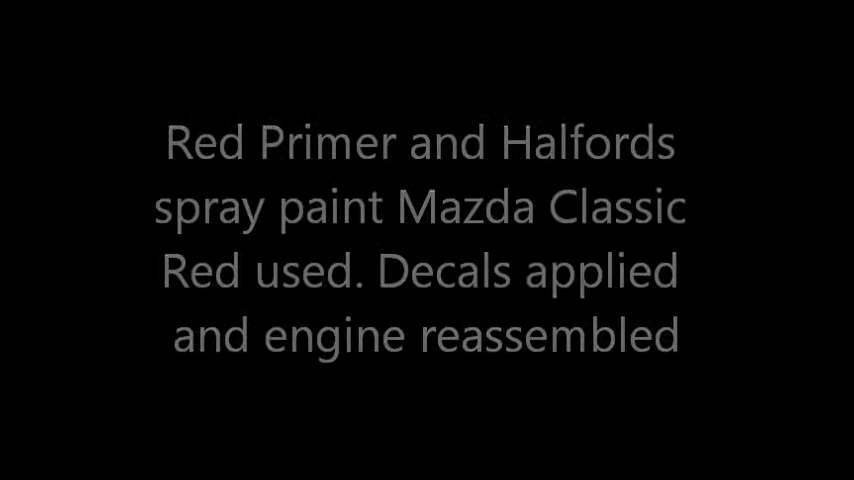 Red Primer and Halfords
spray paint Mazda Classic
Red used. Decals applied
and engine reassembled